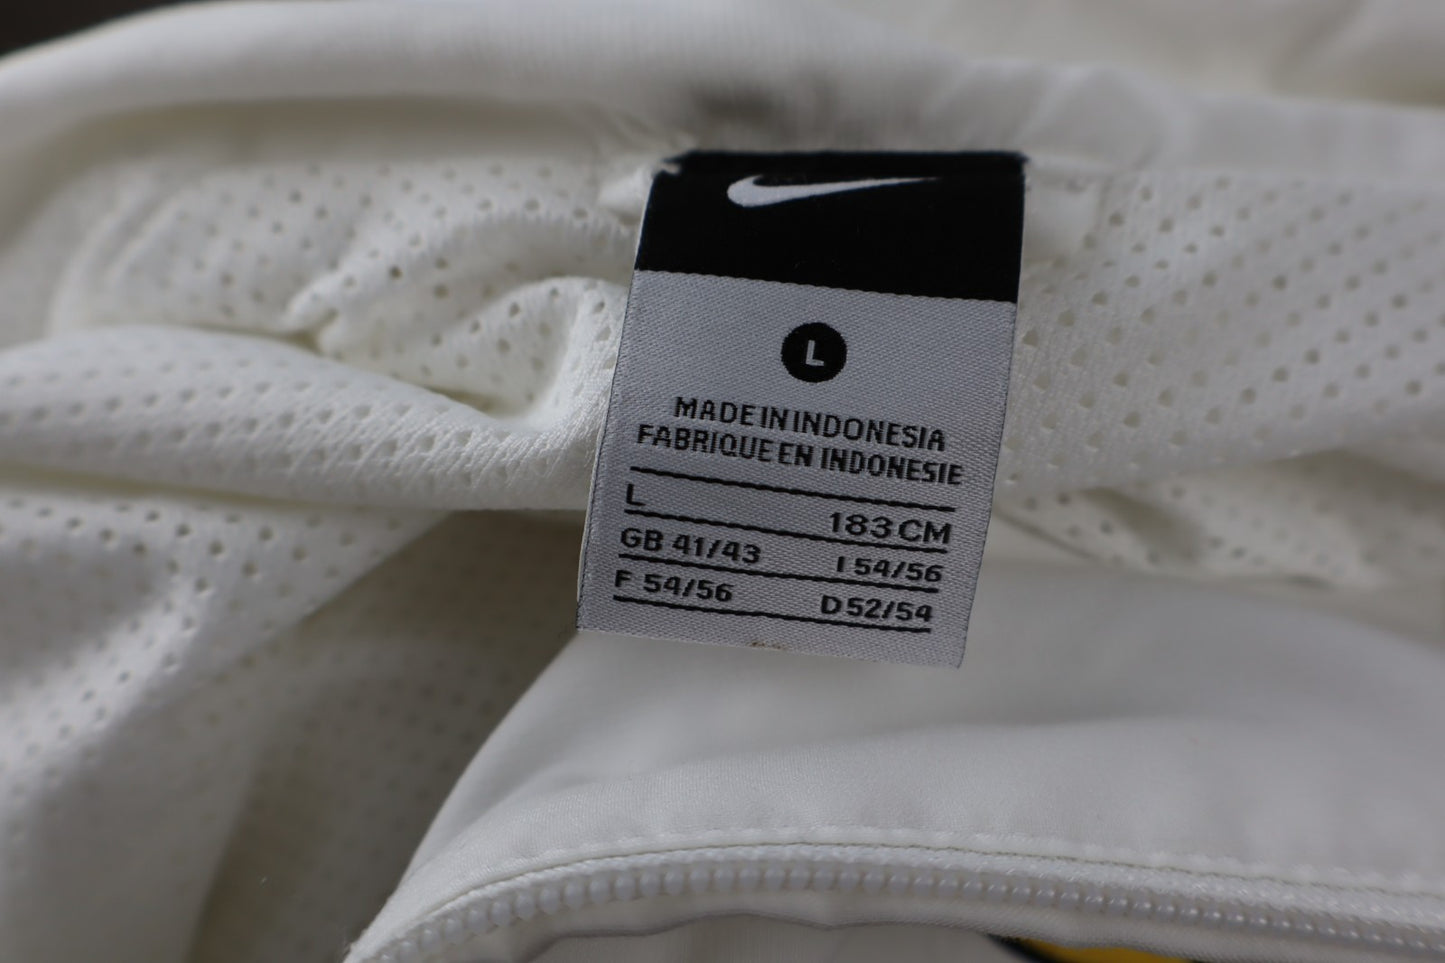 L
MADE IN INDONESIA
FABRIQUE EN INDONESIE
L 183 CM
GB 41/43 I 54/56
F 54/56 D 52/54